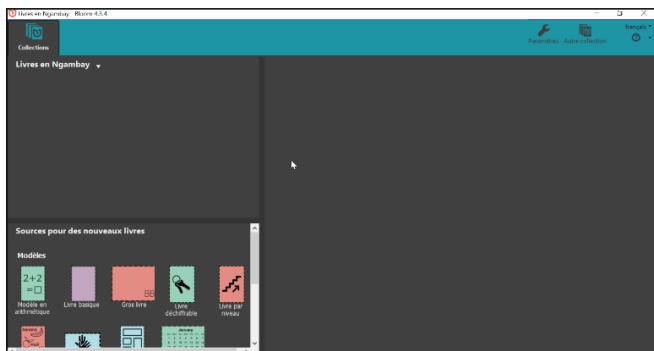 Livres en Ngambay - Bloom 4.3.4
Collections
Paramètres
Autre collection
français
Livres en Ngambay
Sources pour des nouveaux livres
Modèles
2+2
=□
Modèle en
arithmétique
Livre basique
Gros livre
Livre
déchiffrable
Livre par
niveau
January